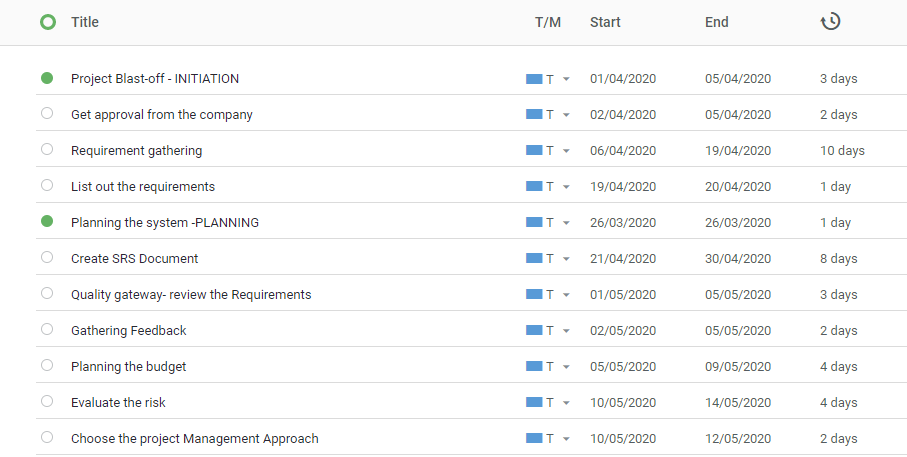 Title T/M Start End
Project Blast-off - INITIATION T 01/04/2020 05/04/2020 3 days
Get approval from the company T 02/04/2020 05/04/2020 2 days
Requirement gathering T 06/04/2020 19/04/2020 10 days
List out the requirements T 19/04/2020 20/04/2020 1 day
Planning the system -PLANNING T 26/03/2020 26/03/2020 1 day
Create SRS Document T 21/04/2020 30/04/2020 8 days
Quality gateway- review the Requirements T 01/05/2020 05/05/2020 3 days
Gathering Feedback T 02/05/2020 05/05/2020 2 days
Planning the budget T 05/05/2020 09/05/2020 4 days
Evaluate the risk T 10/05/2020 14/05/2020 4 days
Choose the project Management Approach T 10/05/2020 12/05/2020 2 days